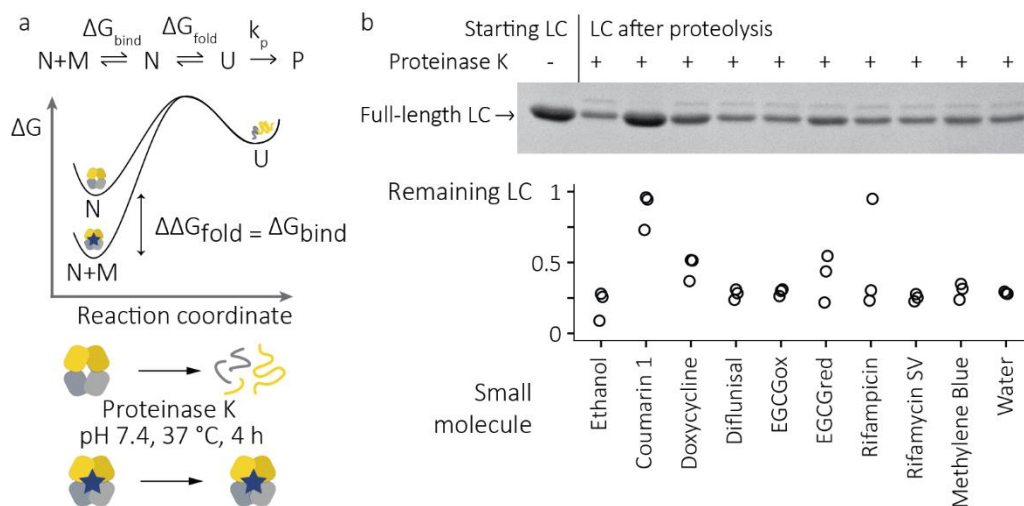 a
ΔG_bind ΔG_fold k_p
N+M ⇌ N ⇌ U → P
ΔG
N
U
N+M
ΔΔG_fold = ΔG_bind
Reaction coordinate
Proteinase K
pH 7.4, 37 °C, 4 h
b
Starting LC LC after proteolysis
Proteinase K - + + + + + + + + + +
Full-length LC →
Remaining LC
1
0.5
0
Small
molecule
Ethanol
Coumarin 1
Doxycycline
Diflunisal
EGCGox
EGCGred
Rifampicin
Rifamycin SV
Methylene Blue
Water